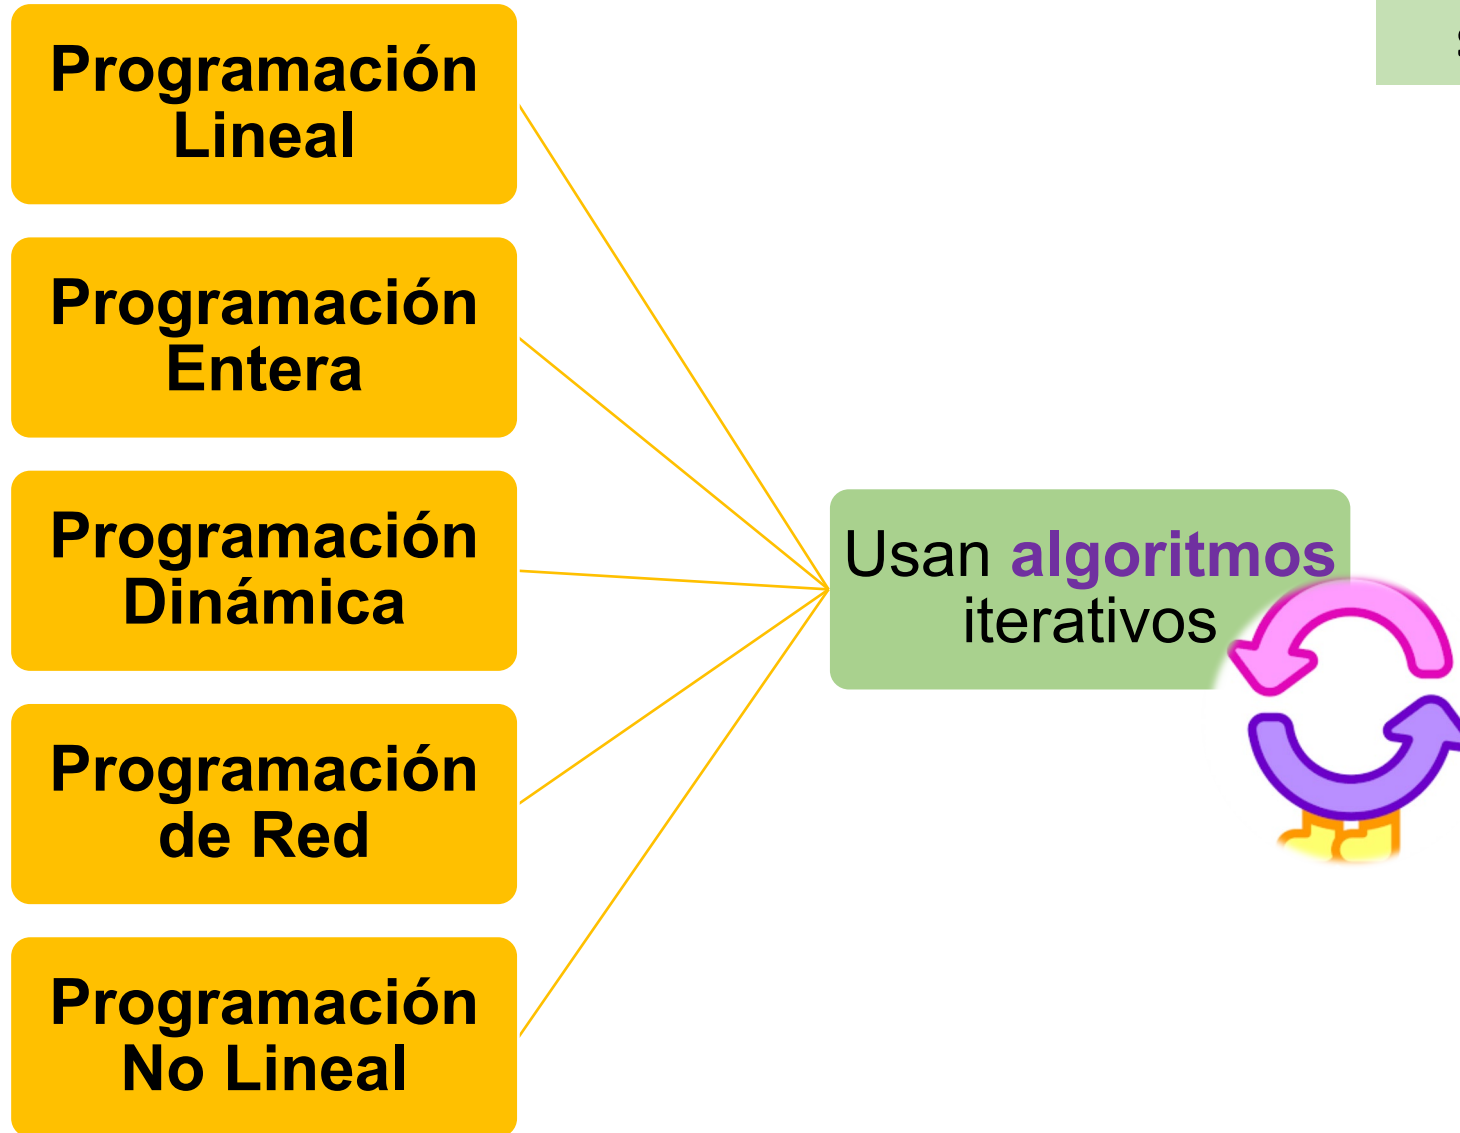 Programación
Lineal
Programación
Entera
Programación
Dinámica
Programación
de Red
Programación
No Lineal
Usan algoritmos
iterativos